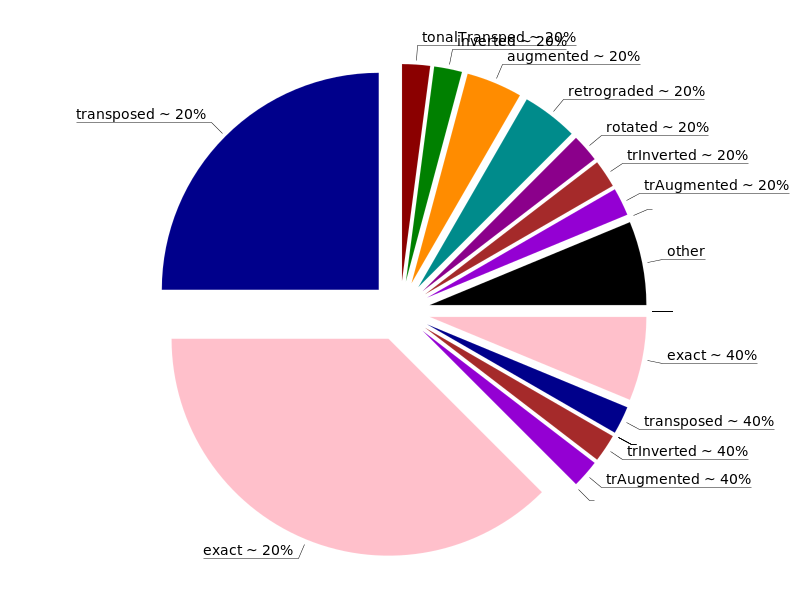 tonalTransped ~ 20%
inverted ~ 20%
augmented ~ 20%
retrograded ~ 20%
transposed ~ 20%
rotated ~ 20%
trInverted ~ 20%
trAugmented ~ 20%
other
exact ~ 40%
transposed ~ 40%
trInverted ~ 40%
trAugmented ~ 40%
exact ~ 20%